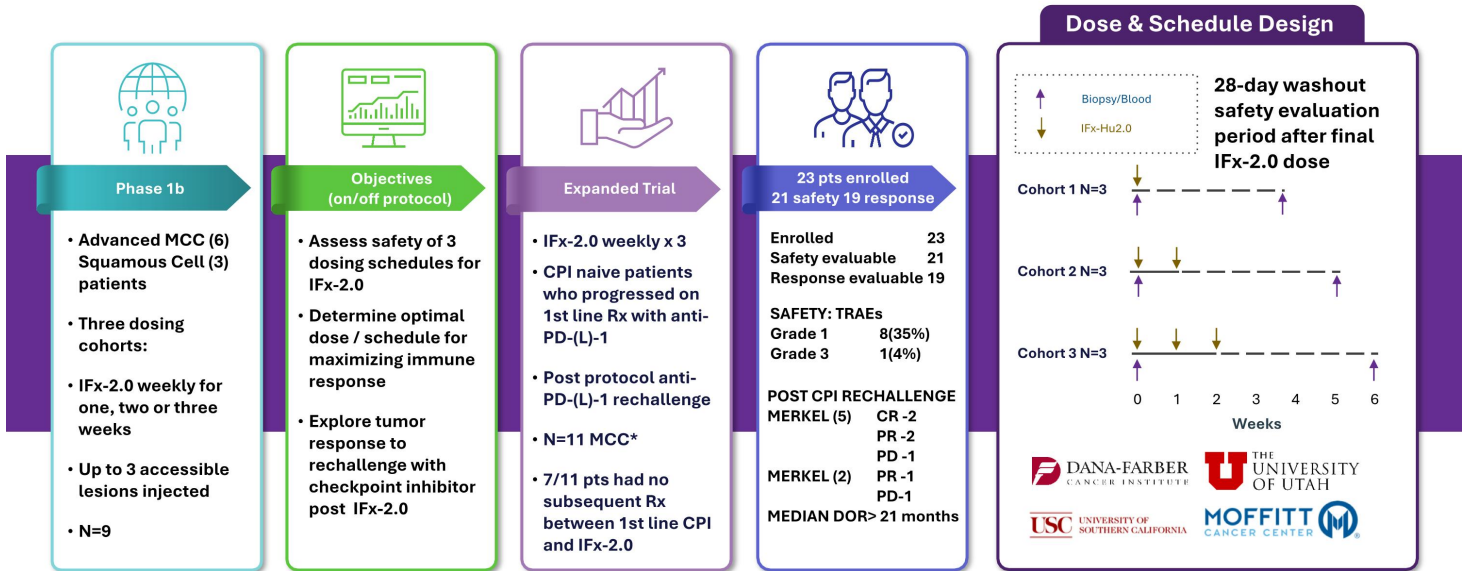 Phase 1b
• Advanced MCC (6)
Squamous Cell (3)
patients
• Three dosing
cohorts:
• IFx-2.0 weekly for
one, two or three
weeks
• Up to 3 accessible
lesions injected
• N=9
Objectives
(on/off protocol)
• Assess safety of 3
dosing schedules for
IFx-2.0
• Determine optimal
dose / schedule for
maximizing immune
response
• Explore tumor
response to
rechallenge with
checkpoint inhibitor
post IFx-2.0
Expanded Trial
• IFx-2.0 weekly x 3
• CPI naive patients
who progressed on
1st line Rx with anti-
PD-(L)-1
• Post protocol anti-
PD-(L)-1 rechallenge
• N=11 MCC*
• 7/11 pts had no
subsequent Rx
between 1st line CPI
and IFx-2.0
23 pts enrolled
21 safety 19 response
Enrolled 23
Safety evaluable 21
Response evaluable 19
SAFETY: TRAEs
Grade 1 8(35%)
Grade 3 1(4%)
POST CPI RECHALLENGE
MERKEL (5) CR -2
PR -2
PD -1
MERKEL (2) PR -1
PD-1
MEDIAN DOR> 21 months
Dose & Schedule Design
Biopsy/Blood
IFx-Hu2.0
28-day washout
safety evaluation
period after final
IFx-2.0 dose
Cohort 1 N=3
Cohort 2 N=3
Cohort 3 N=3
0 1 2 3 4 5 6
Weeks
DANA-FARBER
CANCER INSTITUTE
U THE
UNIVERSITY
OF UTAH
USC UNIVERSITY OF
SOUTHERN CALIFORNIA
MOFFITT
CANCER CENTER